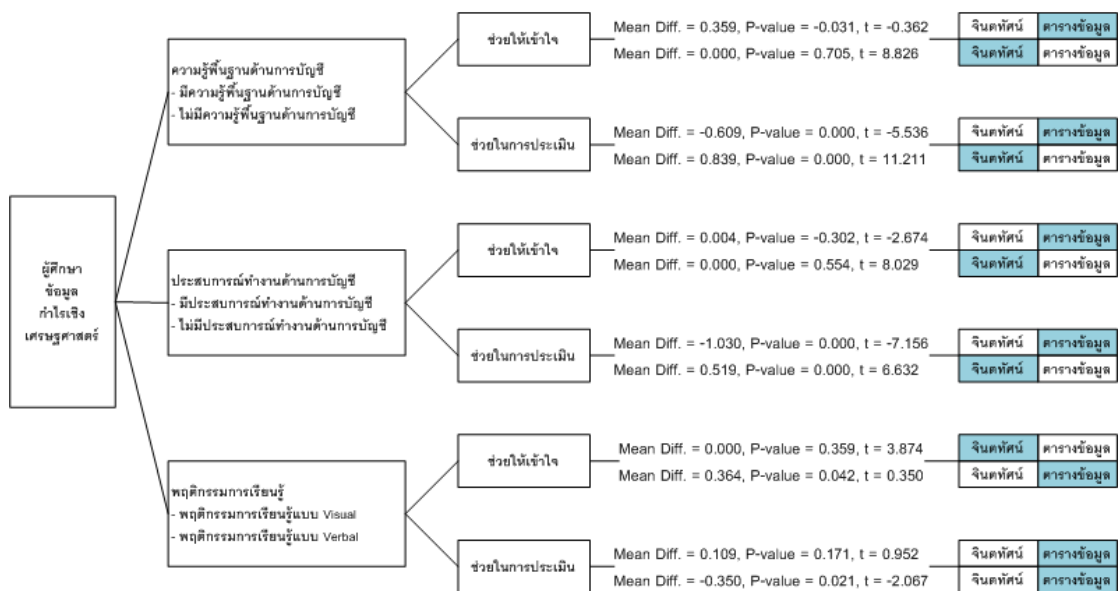 ผู้ศึกษา
ข้อมูล
กำไรเชิง
เศรษฐศาสตร์
ความรู้พื้นฐานด้านการบัญชี
- มีความรู้พื้นฐานด้านการบัญชี
- ไม่มีความรู้พื้นฐานด้านการบัญชี
ช่วยให้เข้าใจ
Mean Diff. = 0.359, P-value = -0.031, t = -0.362
จินตทัศน์ ตารางข้อมูล
Mean Diff. = 0.000, P-value = 0.705, t = 8.826
จินตทัศน์ ตารางข้อมูล
ช่วยในการประเมิน
Mean Diff. = -0.609, P-value = 0.000, t = -5.536
จินตทัศน์ ตารางข้อมูล
Mean Diff. = 0.839, P-value = 0.000, t = 11.211
จินตทัศน์ ตารางข้อมูล
ประสบการณ์ทำงานด้านการบัญชี
- มีประสบการณ์ทำงานด้านการบัญชี
- ไม่มีประสบการณ์ทำงานด้านการบัญชี
ช่วยให้เข้าใจ
Mean Diff. = 0.004, P-value = -0.302, t = -2.674
จินตทัศน์ ตารางข้อมูล
Mean Diff. = 0.000, P-value = 0.554, t = 8.029
จินตทัศน์ ตารางข้อมูล
ช่วยในการประเมิน
Mean Diff. = -1.030, P-value = 0.000, t = -7.156
จินตทัศน์ ตารางข้อมูล
Mean Diff. = 0.519, P-value = 0.000, t = 6.632
จินตทัศน์ ตารางข้อมูล
พฤติกรรมการเรียนรู้
- พฤติกรรมการเรียนรู้แบบ Visual
- พฤติกรรมการเรียนรู้แบบ Verbal
ช่วยให้เข้าใจ
Mean Diff. = 0.000, P-value = 0.359, t = 3.874
จินตทัศน์ ตารางข้อมูล
Mean Diff. = 0.364, P-value = 0.042, t = 0.350
จินตทัศน์ ตารางข้อมูล
ช่วยในการประเมิน
Mean Diff. = 0.109, P-value = 0.171, t = 0.952
จินตทัศน์ ตารางข้อมูล
Mean Diff. = -0.350, P-value = 0.021, t = -2.067
จินตทัศน์ ตารางข้อมูล